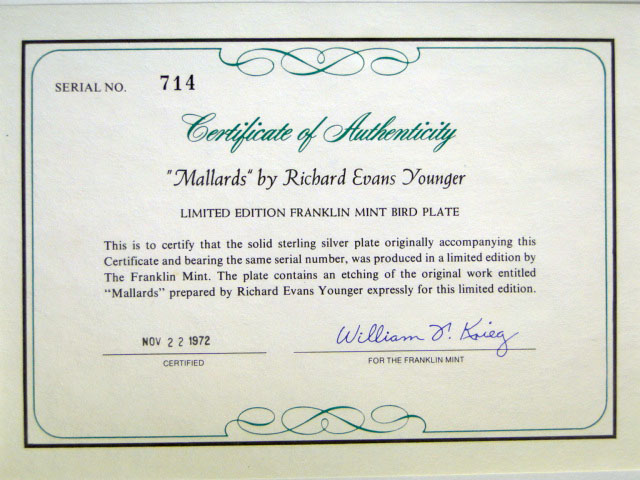 SERIAL NO. 714
Certificate of Authenticity
"Mallards" by Richard Evans Younger
LIMITED EDITION FRANKLIN MINT BIRD PLATE
This is to certify that the solid sterling silver plate originally accompanying this
Certificate and bearing the same serial number, was produced in a limited edition by
The Franklin Mint. The plate contains an etching of the original work entitled
“Mallards” prepared by Richard Evans Younger expressly for this limited edition.
NOV 22 1972
William N. Krieg
CERTIFIED
FOR THE FRANKLIN MINT